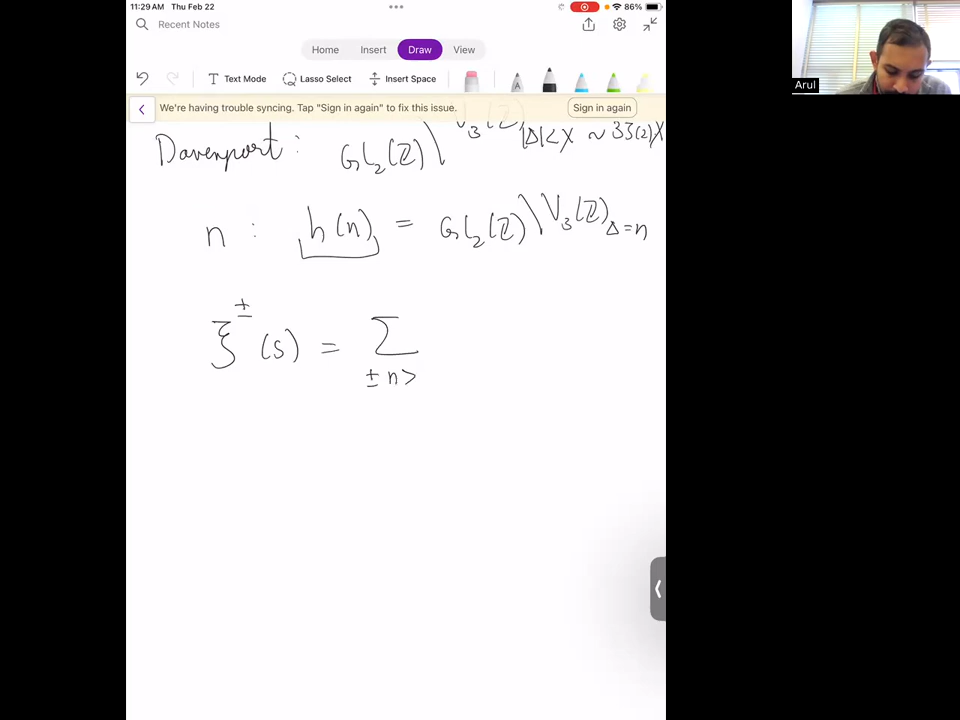 11:29 AM Thu Feb 22
86%
Recent Notes
Home Insert Draw View
Text Mode Lasso Select Insert Space
We're having trouble syncing. Tap "Sign in again" to fix this issue. Sign in again
Arul
Davenport : GL₂(ℤ) \ V₃(ℤ)_{|Δ|<X} ~ 3ζ(2)X
n : h(n) = GL₂(ℤ) \ V₃(ℤ)_{Δ=n}
ξ^±(s) = Σ_{±n>}